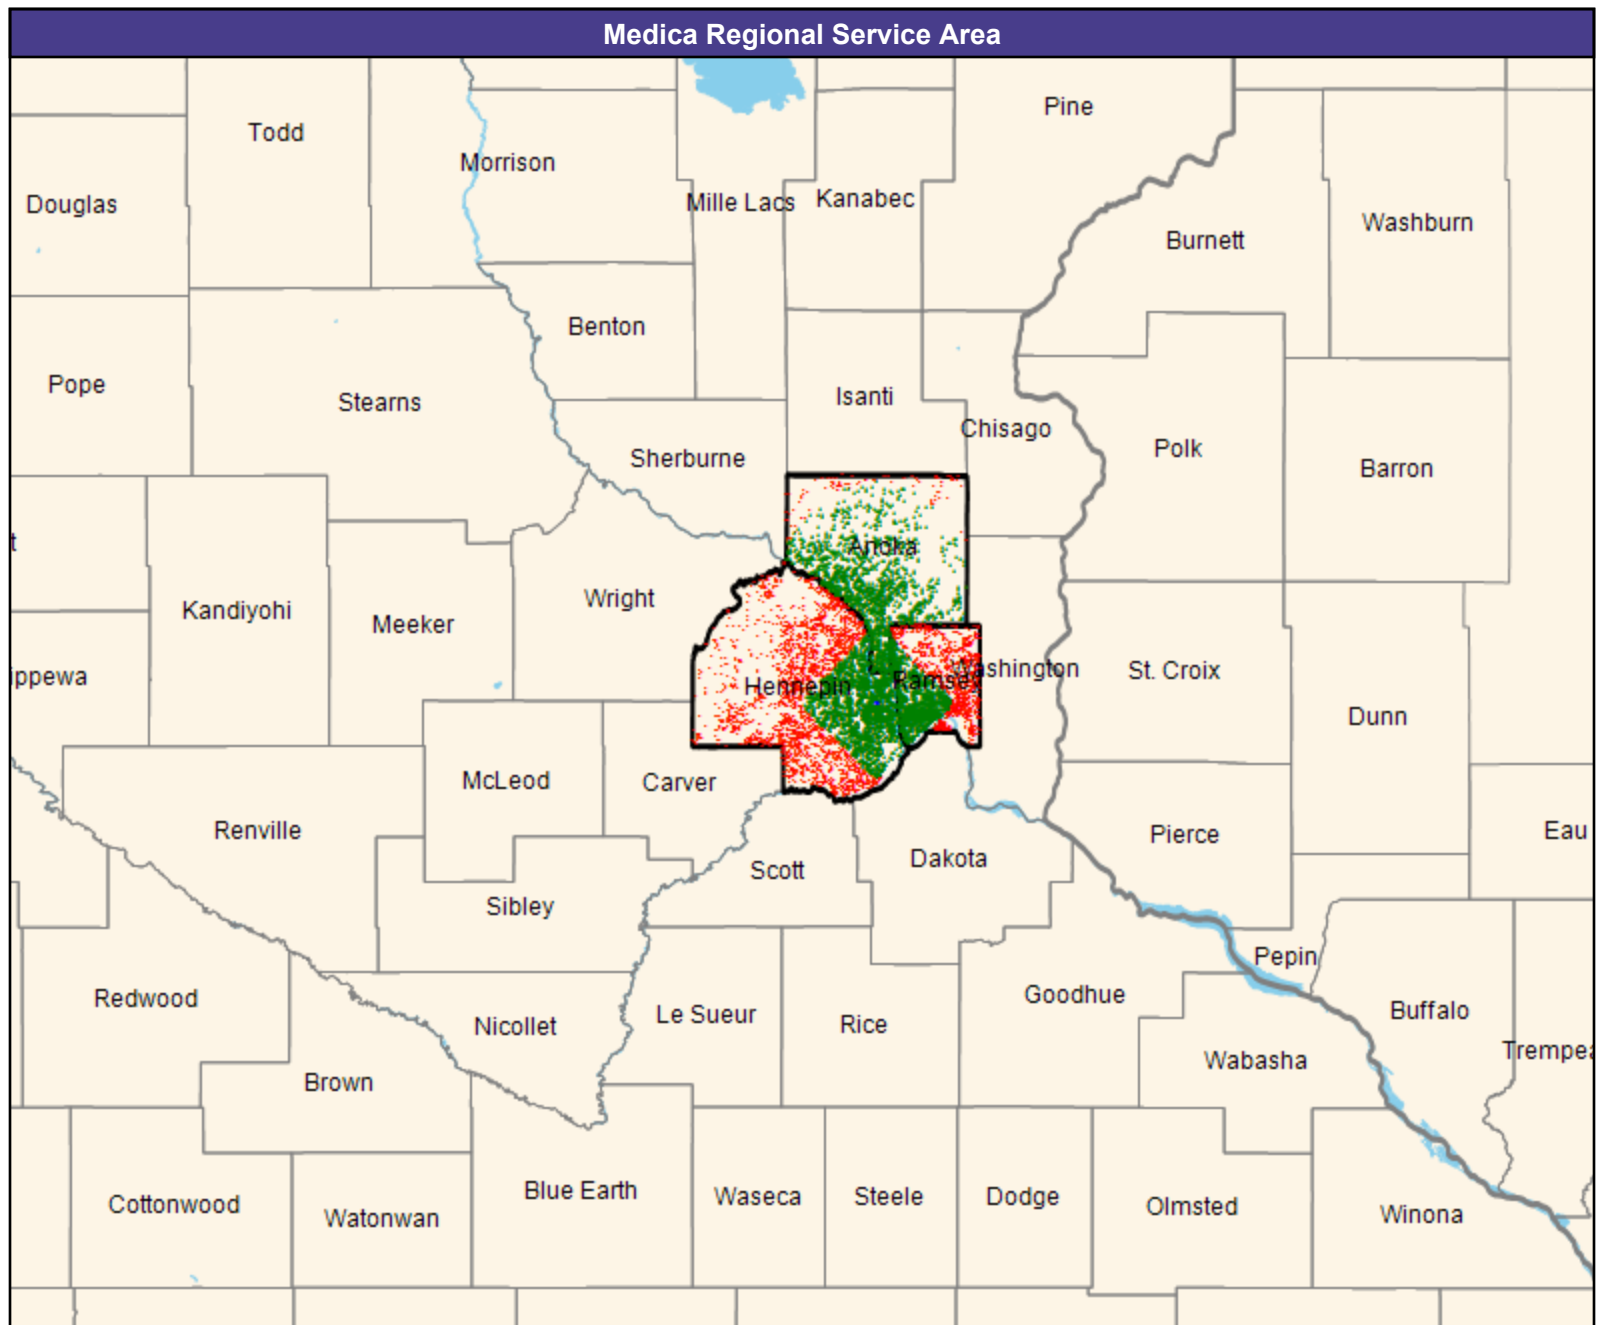 Medica Regional Service Area
Pine
Todd
Morrison
Douglas
Mille Lacs
Kanabec
Washburn
Burnett
Benton
Pope
Stearns
Isanti
Chisago
Polk
Sherburne
Barron
t
Anoka
Kandiyohi
Wright
Meeker
ippewa
Hennepin
Ramsey
Washington
St. Croix
Dunn
McLeod
Carver
Renville
Pierce
Eau
Scott
Dakota
Sibley
Pepin
Redwood
Goodhue
Le Sueur
Buffalo
Nicollet
Rice
Trempea
Wabasha
Brown
Blue Earth
Waseca
Steele
Dodge
Cottonwood
Olmsted
Watonwan
Winona